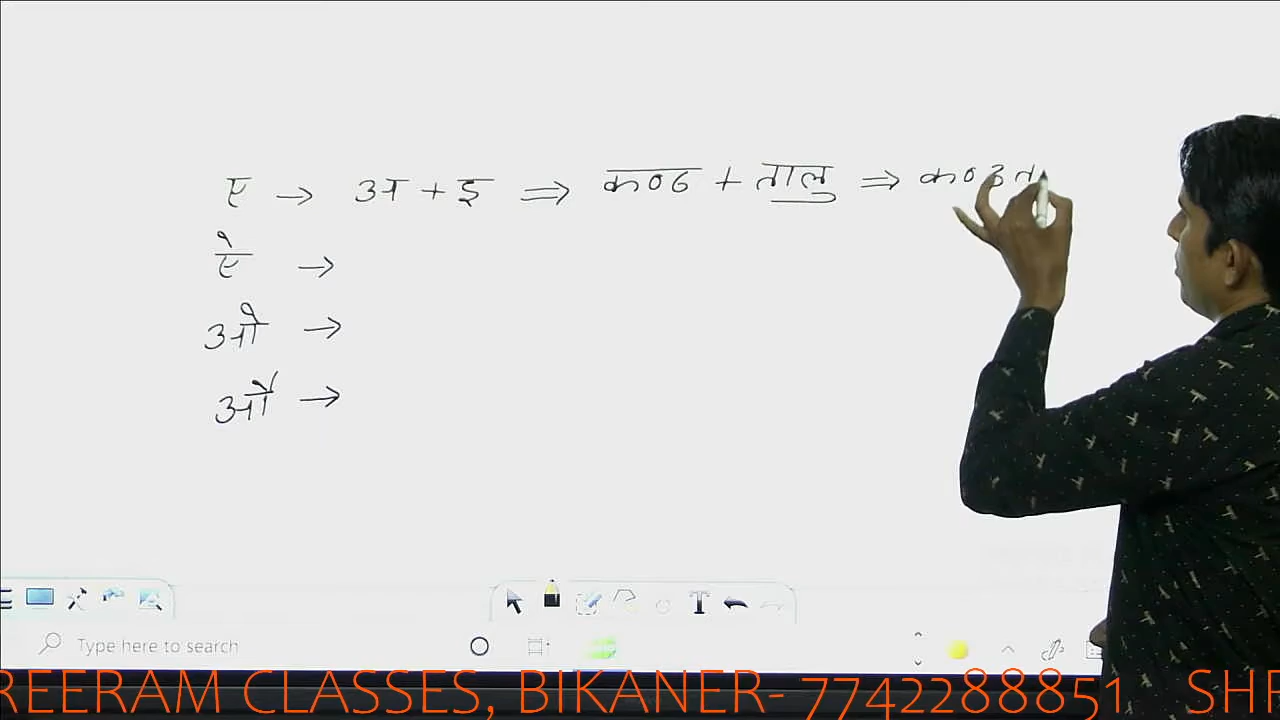 ए → अ + इ ⇒ कण्ठ + तालु ⇒ कण्ठत
ऐ →
ओ →
औ →
T
Type here to search
REERAM CLASSES, BIKANER- 7742288851 SHR